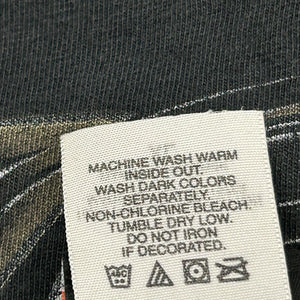 MACHINE WASH WARM
INSIDE OUT.
WASH DARK COLORS
SEPARATELY.
NON-CHLORINE BLEACH.
TUMBLE DRY LOW.
DO NOT IRON
IF DECORATED.